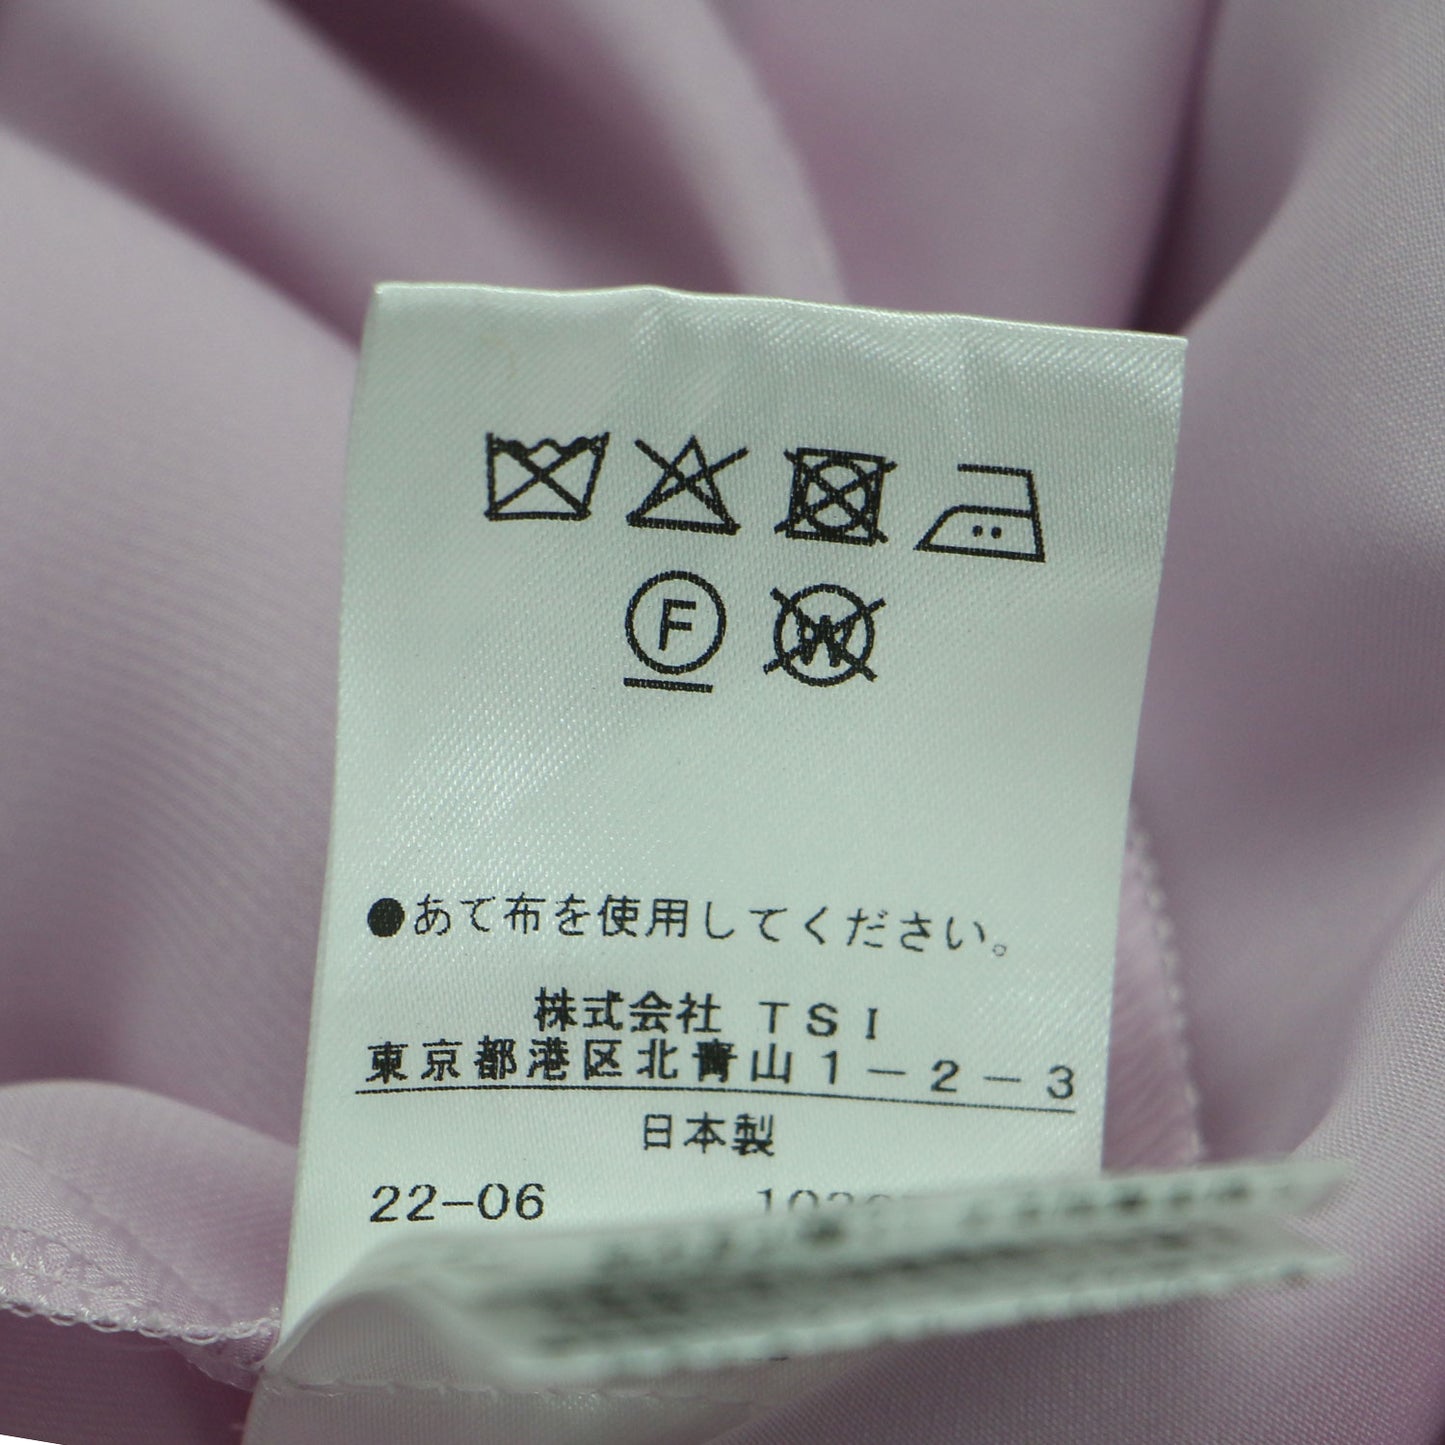 F W
●あて布を使用してください。
株式会社 TSI
東京都港区北青山1-2-3
日本製
22-06